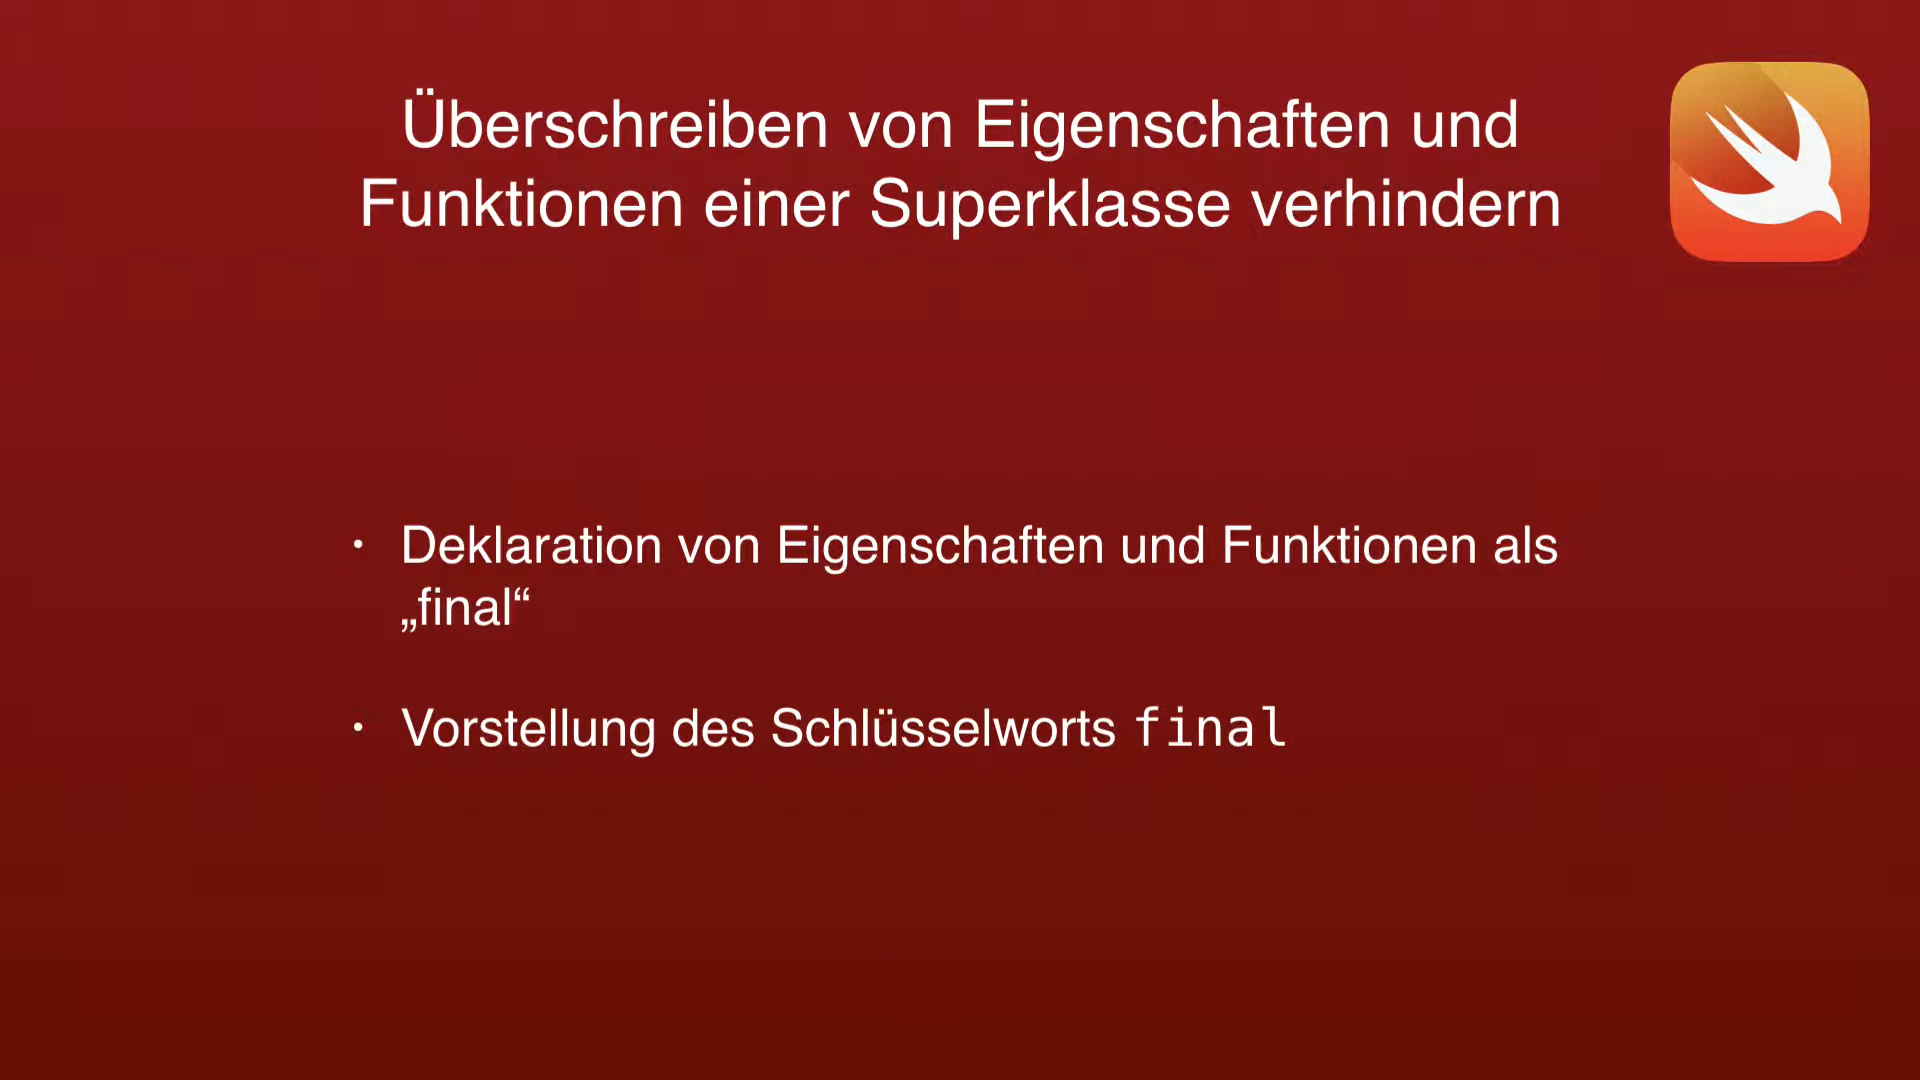 Überschreiben von Eigenschaften und
Funktionen einer Superklasse verhindern
• Deklaration von Eigenschaften und Funktionen als
„final“
• Vorstellung des Schlüsselworts final